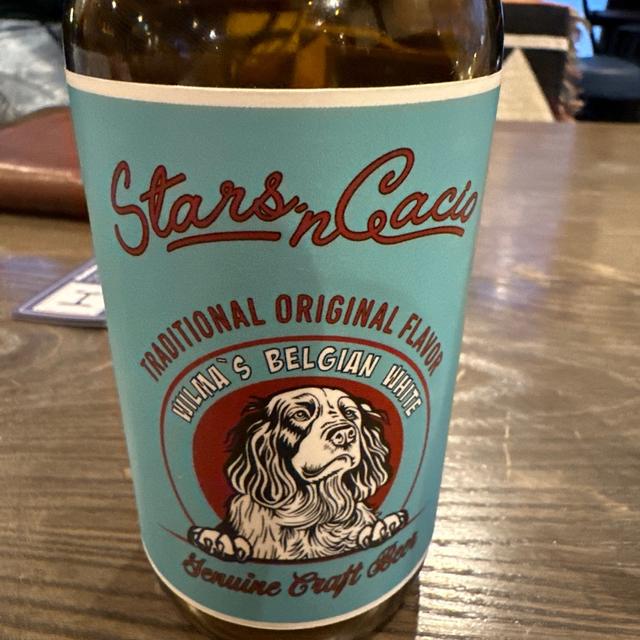 Stars 'n Cacio
TRADITIONAL ORIGINAL FLAVOR
WILMA`S BELGIAN WHITE
Genuine Craft Beer